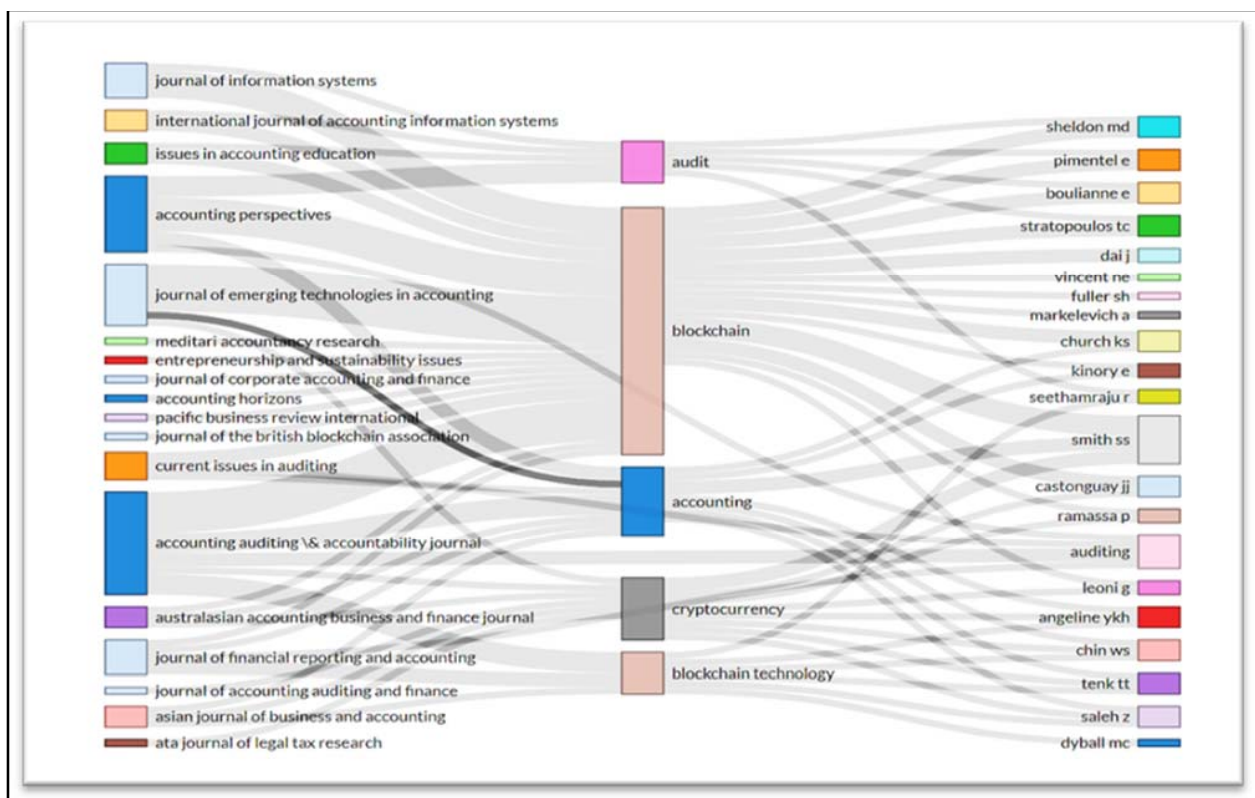 journal of information systems
international journal of accounting information systems
issues in accounting education
accounting perspectives
journal of emerging technologies in accounting
meditari accountancy research
entrepreneurship and sustainability issues
journal of corporate accounting and finance
accounting horizons
pacific business review international
journal of the british blockchain association
current issues in auditing
accounting auditing \& accountability journal
australasian accounting business and finance journal
journal of financial reporting and accounting
journal of accounting auditing and finance
asian journal of business and accounting
ata journal of legal tax research
audit
blockchain
accounting
cryptocurrency
blockchain technology
sheldon md
pimentel e
boulianne e
stratopoulos tc
dai j
vincent ne
fuller sh
markelevich a
church ks
kinory e
seethamraju r
smith ss
castonguay jj
ramassa p
auditing
leoni g
angeline ykh
chin ws
tenk tt
saleh z
dyball mc